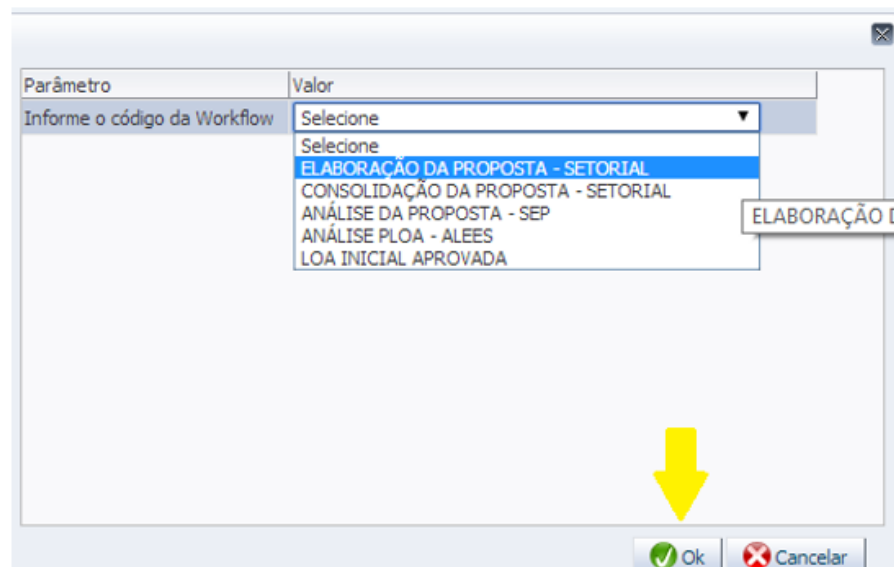 Parâmetro Valor
Informe o código da Workflow Selecione
Selecione
ELABORAÇÃO DA PROPOSTA - SETORIAL
CONSOLIDAÇÃO DA PROPOSTA - SETORIAL
ANÁLISE DA PROPOSTA - SEP
ELABORAÇÃO
ANÁLISE PLOA - ALEES
LOA INICIAL APROVADA
Ok Cancelar